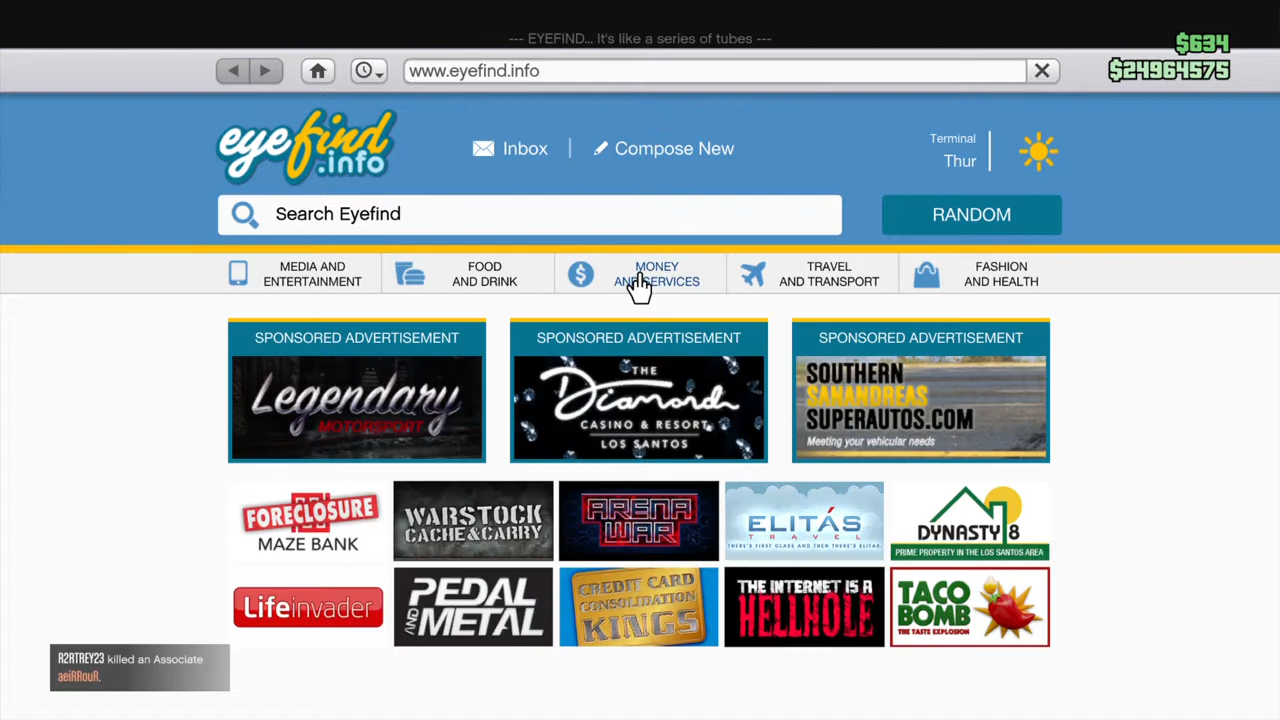 --- EYEFIND... It's like a series of tubes ---
$634
$24964575
www.eyefind.info
eyefind
.info
Inbox
Compose New
Terminal
Thur
Search Eyefind
RANDOM
MEDIA AND
ENTERTAINMENT
FOOD
AND DRINK
MONEY
AND SERVICES
TRAVEL
AND TRANSPORT
FASHION
AND HEALTH
SPONSORED ADVERTISEMENT
Legendary
MOTORSPORT
SPONSORED ADVERTISEMENT
THE
Diamond
CASINO & RESORT
LOS SANTOS
SPONSORED ADVERTISEMENT
SOUTHERN
SANANDREAS
SUPERAUTOS.COM
Meeting your vehicular needs
FORECLOSURE
MAZE BANK
WARSTOCK
CACHE & CARRY
ARENA
WAR
ELITÁS
TRAVEL
THERE'S FIRST CLASS AND THEN THERE'S ELITAS.
DYNASTY 8
PRIME PROPERTY IN THE LOS SANTOS AREA
Lifeinvader
PEDAL
AND METAL
CREDIT CARD
CONSOLIDATION
KINGS
THE INTERNET IS A
HELLHOLE
TACO
BOMB
THE TASTE EXPLOSION
R2RTREY23 killed an Associate
aeiRRouR.